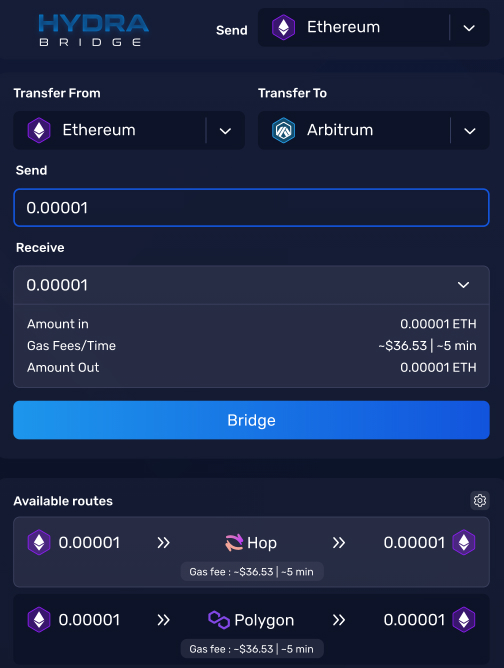 HYDRA
BRIDGE
Send Ethereum
Transfer From Transfer To
Ethereum Arbitrum
Send
0.00001
Receive
0.00001
Amount in 0.00001 ETH
Gas Fees/Time ~$36.53 | ~5 min
Amount Out 0.00001 ETH
Bridge
Available routes
0.00001 » Hop » 0.00001
Gas fee : ~$36.53 | ~5 min
0.00001 » Polygon » 0.00001
Gas fee : ~$36.53 | ~5 min